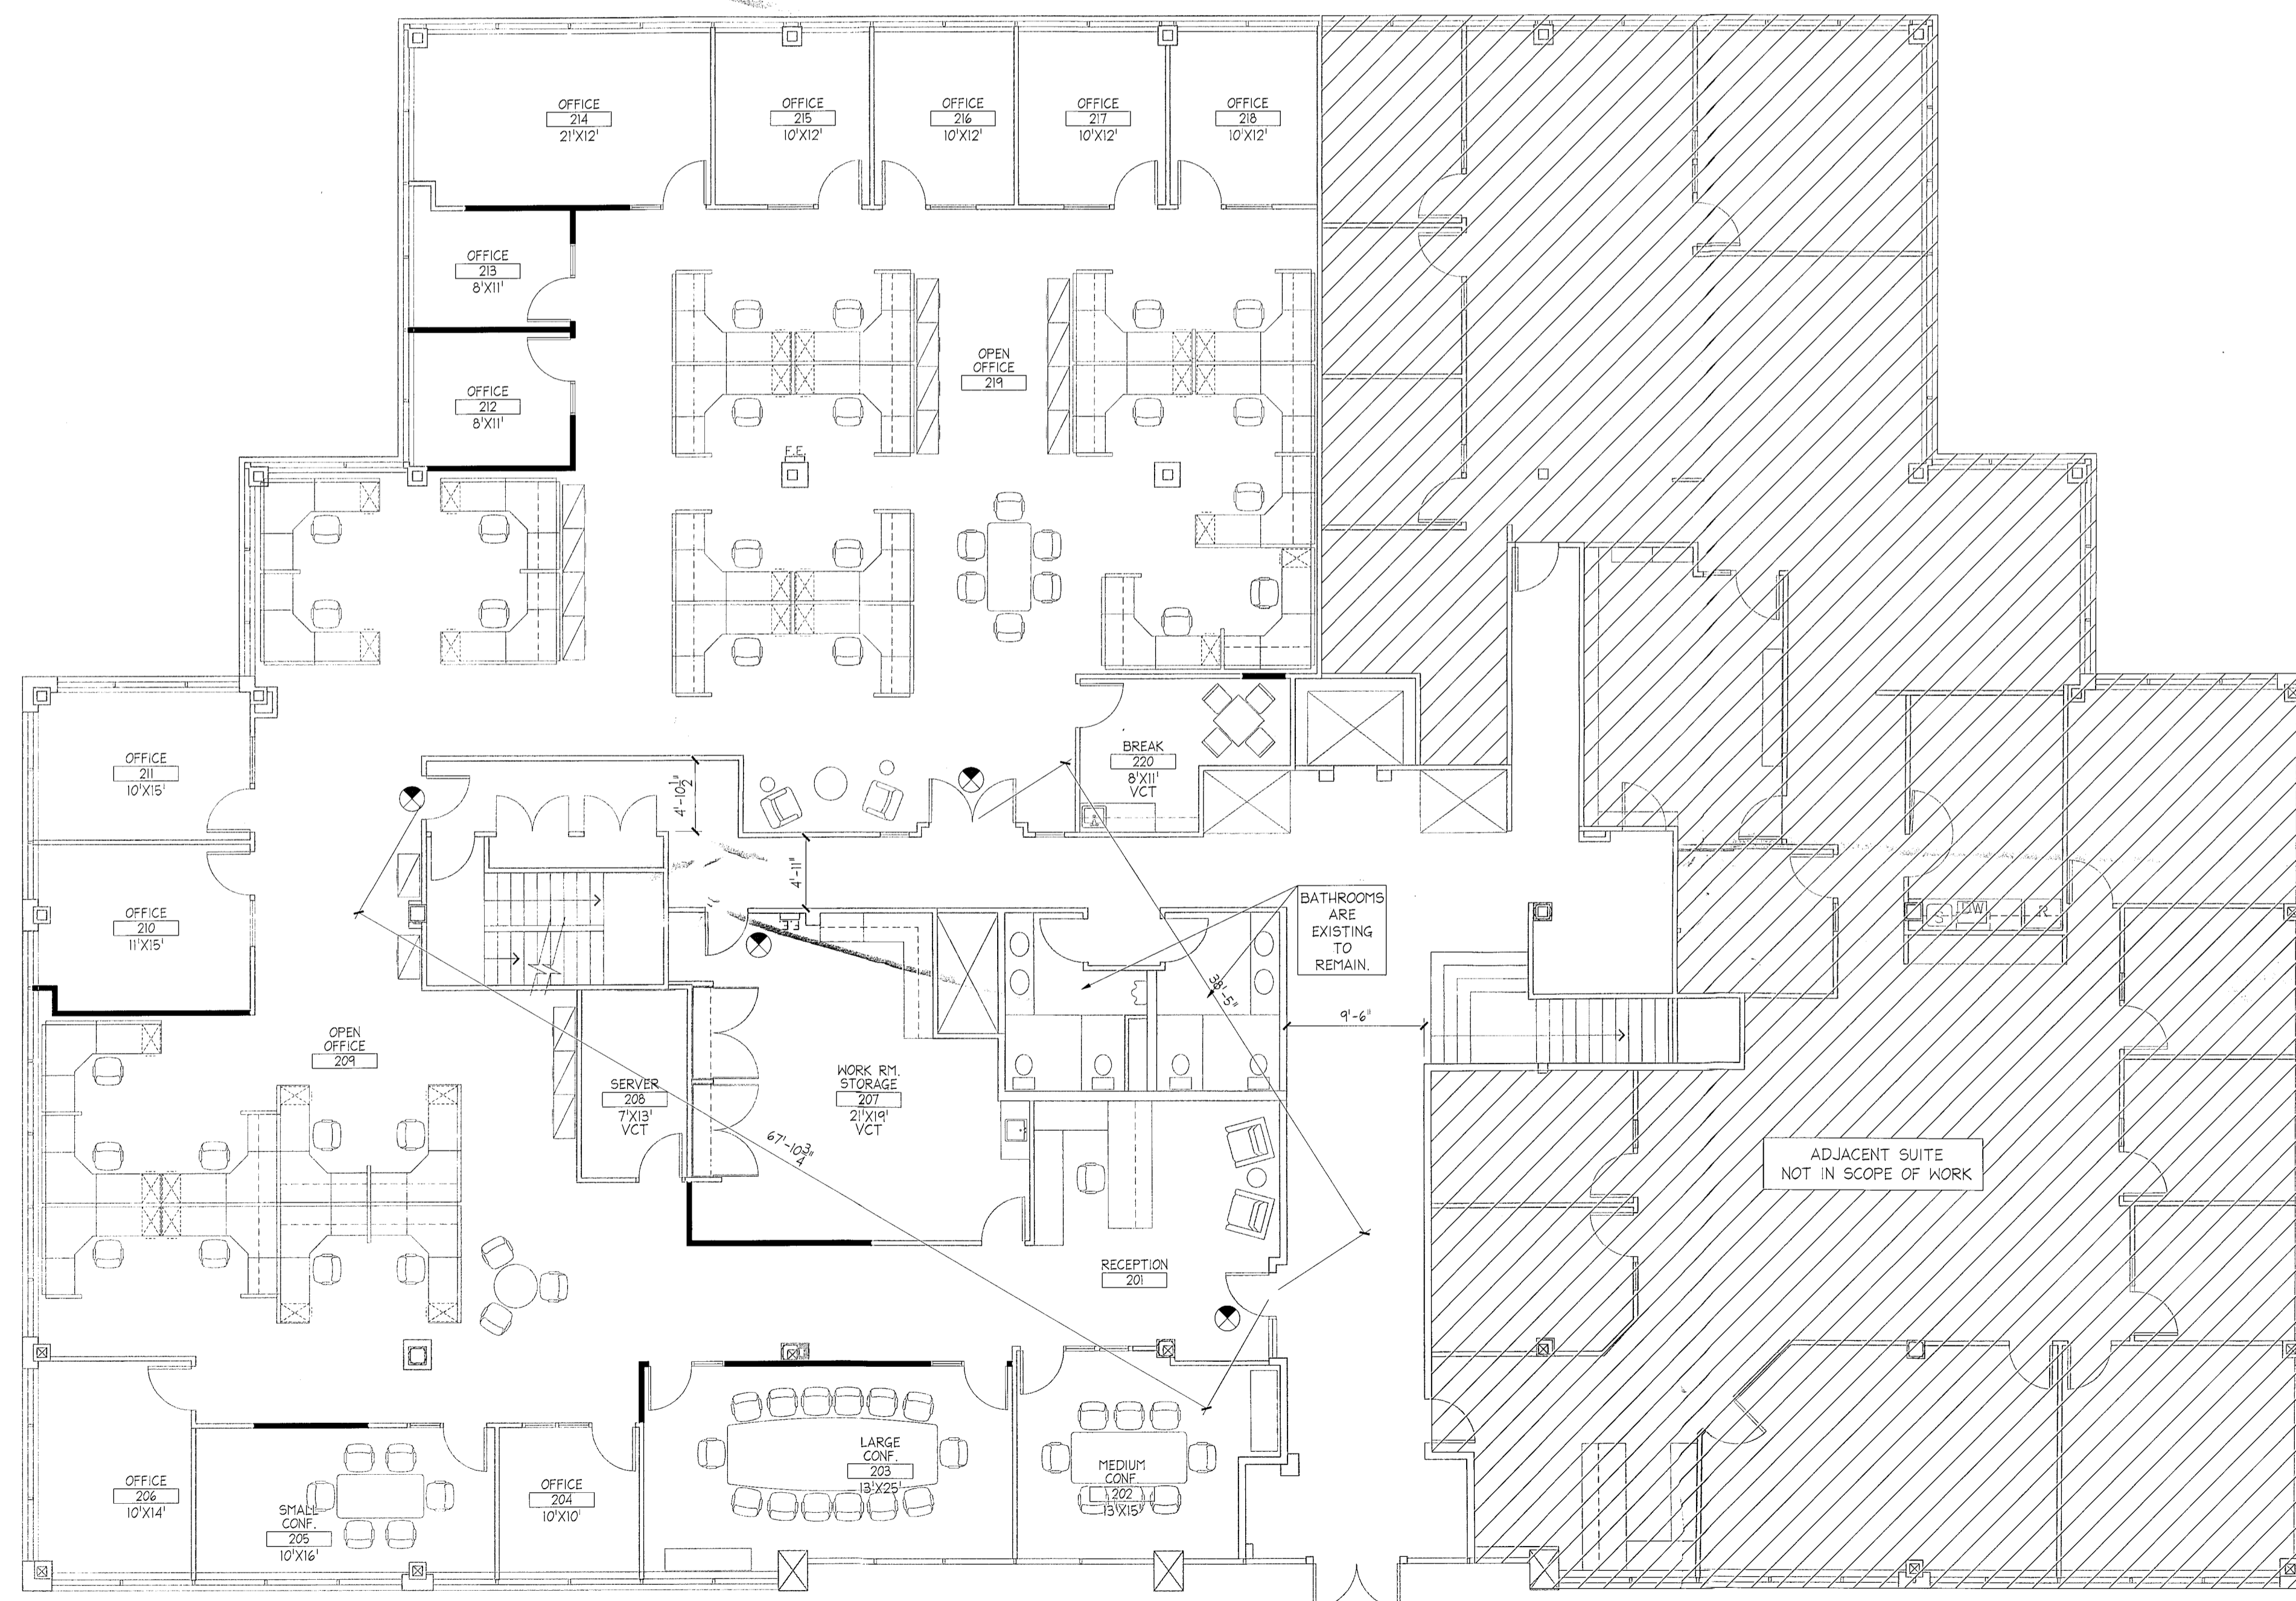 OFFICE
214
21'X12'
OFFICE
215
10'X12'
OFFICE
216
10'X12'
OFFICE
217
10'X12'
OFFICE
218
10'X12'
OFFICE
213
8'X11'
OFFICE
212
8'X11'
OPEN
OFFICE
219
F.E.
OFFICE
211
10'X15'
OFFICE
210
11'X15'
4'-10 1/2"
4'-11"
BREAK
220
8'X11'
VCT
BATHROOMS
ARE
EXISTING
TO
REMAIN.
38'-5"
9'-6"
S
DW
R
OPEN
OFFICE
209
SERVER
208
7'X13'
VCT
WORK RM.
STORAGE
207
21'X19'
VCT
67'-10 3/4"
RECEPTION
201
ADJACENT SUITE
NOT IN SCOPE OF WORK
OFFICE
206
10'X14'
SMALL
CONF.
205
10'X16'
OFFICE
204
10'X10'
LARGE
CONF.
203
13'X25'
MEDIUM
CONF.
202
13'X15'